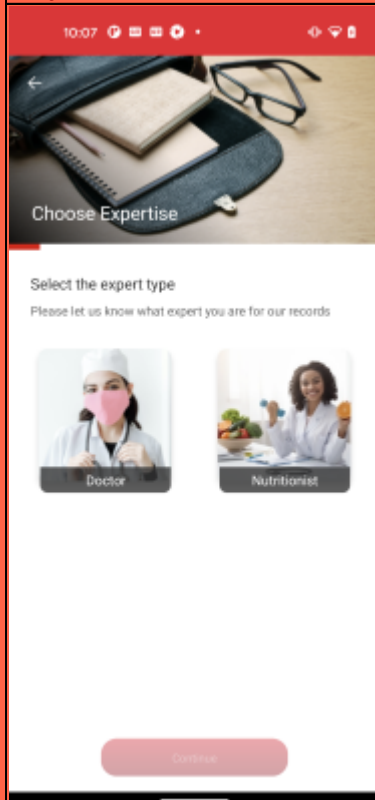 10:07
Choose Expertise
Select the expert type
Please let us know what expert you are for our records
Doctor
Nutritionist
Continue